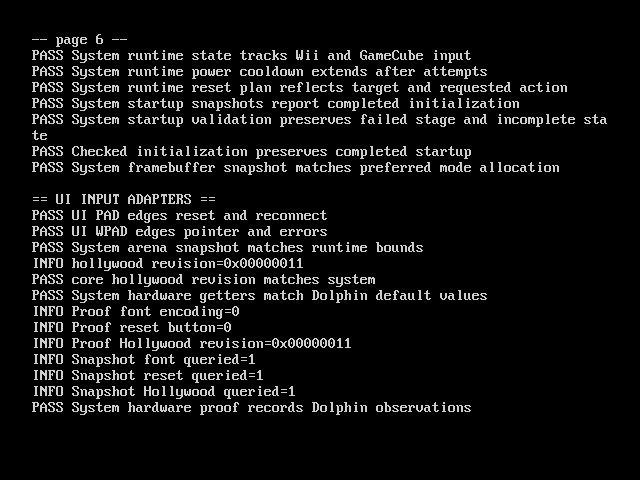 -- page 6 --
PASS System runtime state tracks Wii and GameCube input
PASS System runtime power cooldown extends after attempts
PASS System runtime reset plan reflects target and requested action
PASS System startup snapshots report completed initialization
PASS System startup validation preserves failed stage and incomplete sta
te
PASS Checked initialization preserves completed startup
PASS System framebuffer snapshot matches preferred mode allocation
== UI INPUT ADAPTERS ==
PASS UI PAD edges reset and reconnect
PASS UI WPAD edges pointer and errors
PASS System arena snapshot matches runtime bounds
INFO hollywood revision=0x00000011
PASS core hollywood revision matches system
PASS System hardware getters match Dolphin default values
INFO Proof font encoding=0
INFO Proof reset button=0
INFO Proof Hollywood revision=0x00000011
INFO Snapshot font queried=1
INFO Snapshot reset queried=1
INFO Snapshot Hollywood queried=1
PASS System hardware proof records Dolphin observations